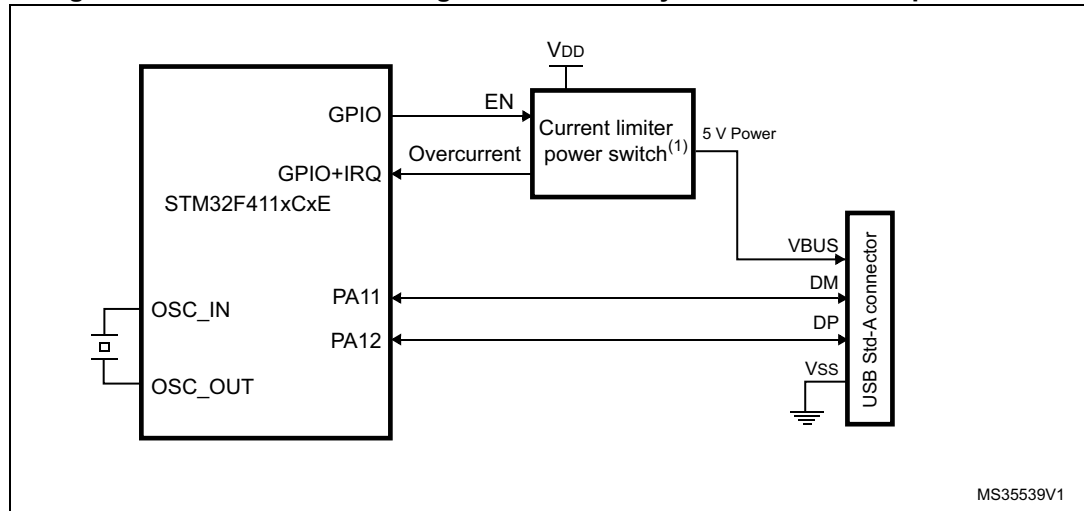 VDD
GPIO
EN
Current limiter
power switch(1)
5 V Power
GPIO+IRQ
Overcurrent
STM32F411xCxE
VBUS
DM
PA11
OSC_IN
DP
PA12
VSS
OSC_OUT
USB Std-A connector
MS35539V1